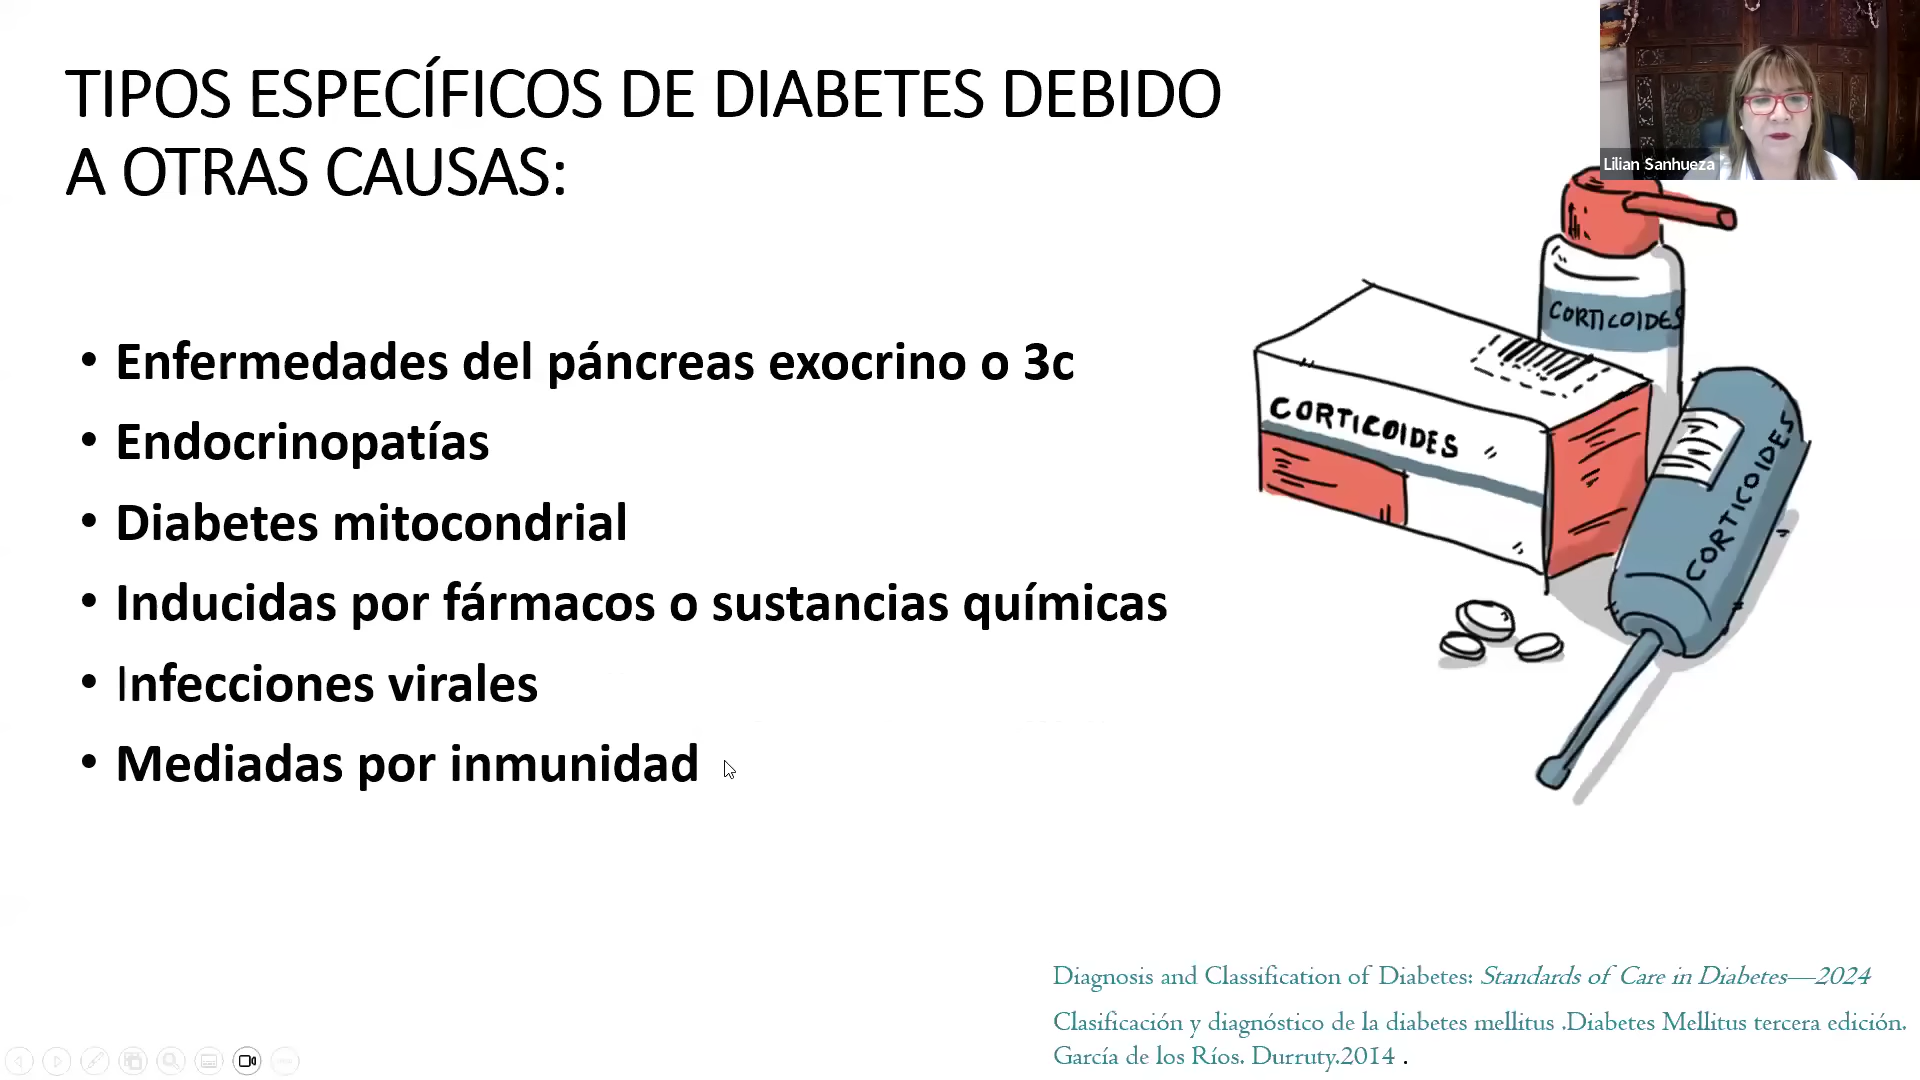 TIPOS ESPECÍFICOS DE DIABETES DEBIDO
A OTRAS CAUSAS:
Lilian Sanhueza
• Enfermedades del páncreas exocrino o 3c
• Endocrinopatías
• Diabetes mitocondrial
• Inducidas por fármacos o sustancias químicas
• Infecciones virales
• Mediadas por inmunidad
CORTICOIDES
CORTICOIDES
CORTICOIDES
Diagnosis and Classification of Diabetes: Standards of Care in Diabetes—2024
Clasificación y diagnóstico de la diabetes mellitus .Diabetes Mellitus tercera edición.
García de los Ríos. Durruty.2014 .